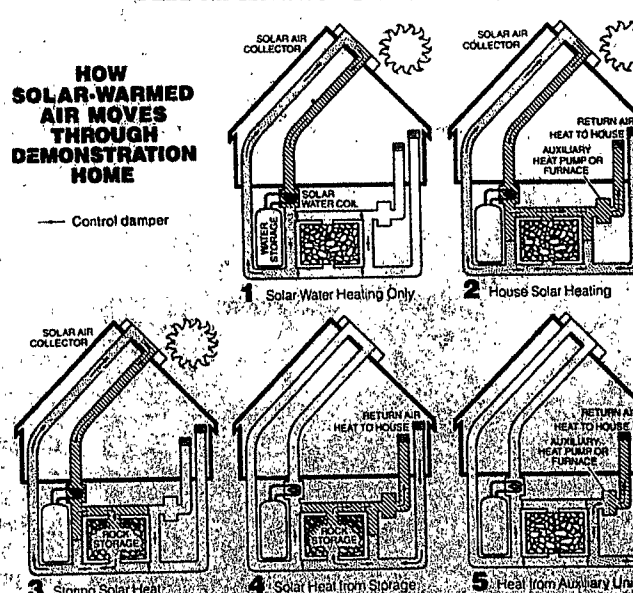 HOW
SOLAR-WARMED
AIR MOVES
THROUGH
DEMONSTRATION
HOME
Control damper
SOLAR AIR
COLLECTOR
SOLAR
WATER COIL
WATER
STORAGE
1 Solar Water Heating Only
SOLAR AIR
COLLECTOR
RETURN AIR
HEAT TO HOUSE
AUXILIARY
HEAT PUMP OR
FURNACE
2 House Solar Heating
SOLAR AIR
COLLECTOR
ROCK
STORAGE
3 Storing Solar Heat
RETURN AIR
HEAT TO HOUSE
ROCK
STORAGE
4 Solar Heat from Storage
RETURN AIR
HEAT TO HOUSE
AUXILIARY
HEAT PUMP OR
FURNACE
5 Heat from Auxiliary Uni